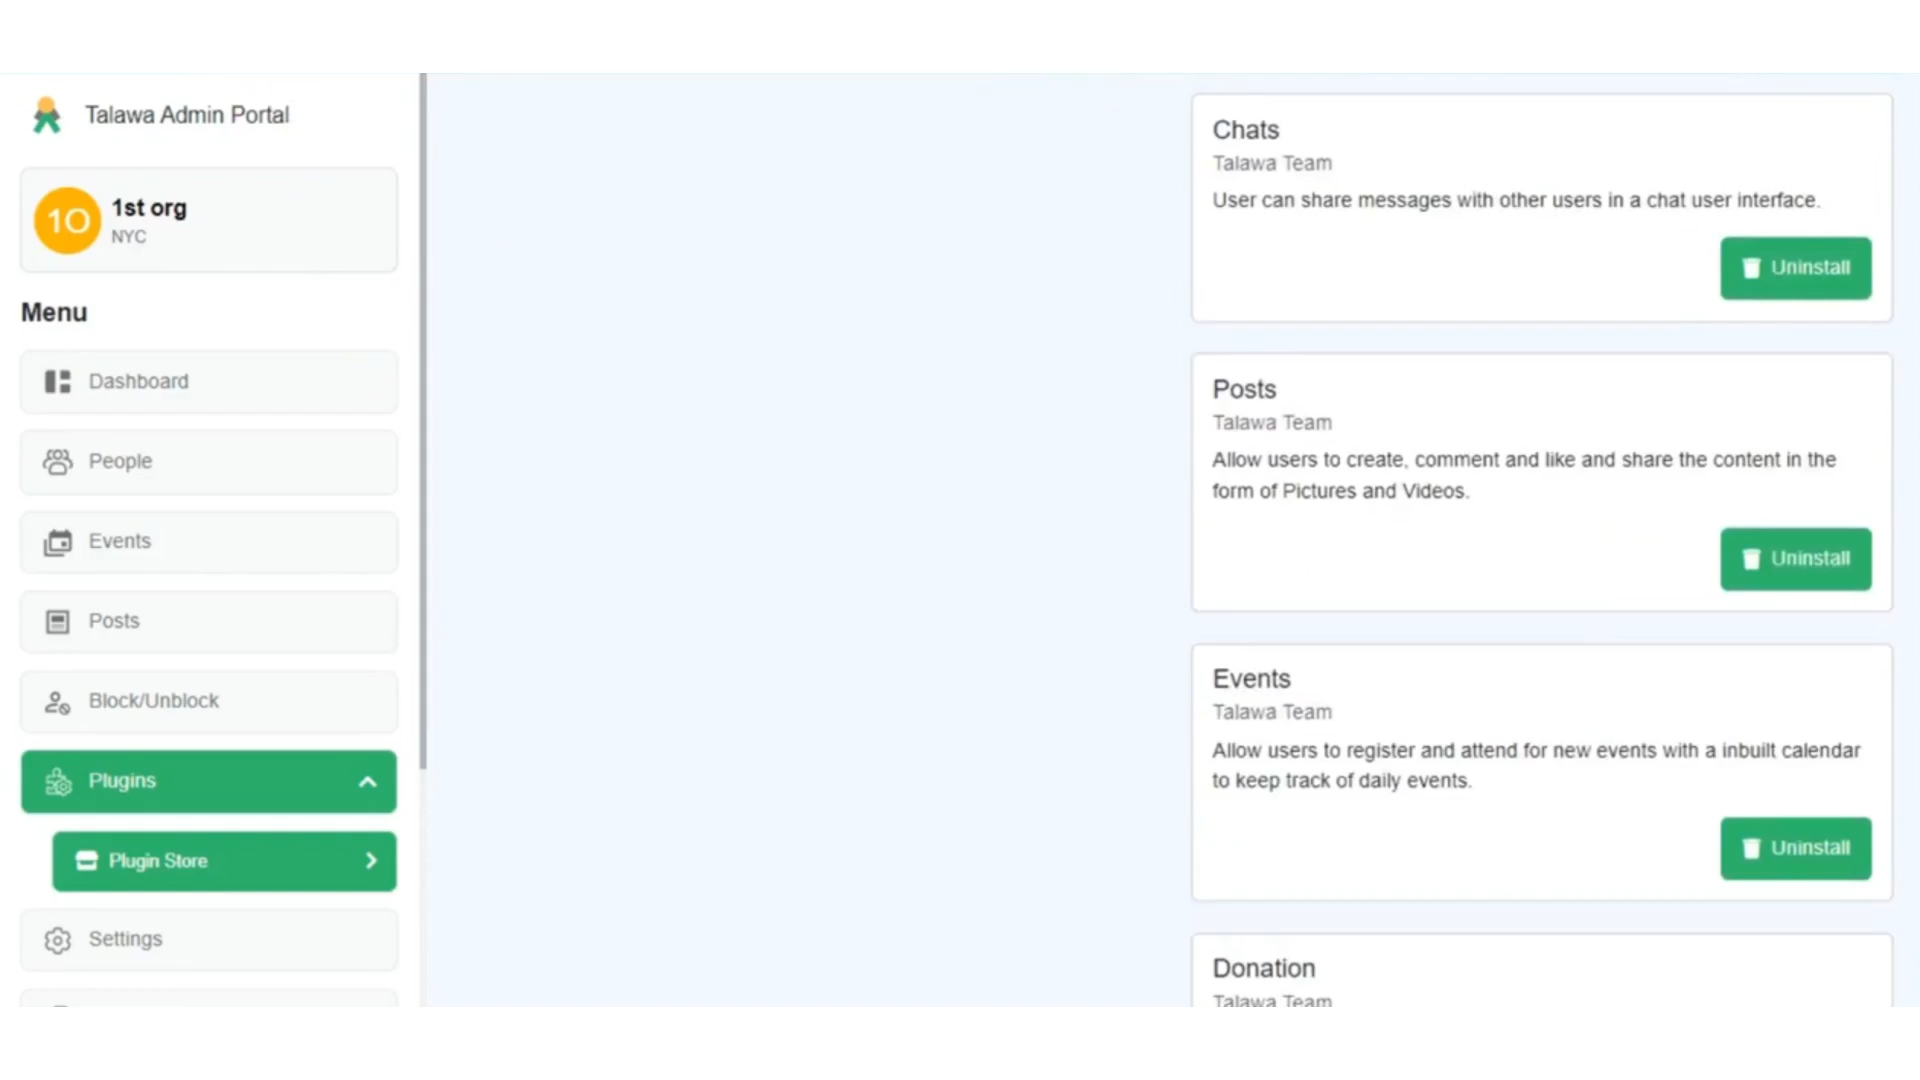 Talawa Admin Portal
1O
1st org
NYC
Menu
Dashboard
People
Events
Posts
Block/Unblock
Plugins
Plugin Store
Settings
Chats
Talawa Team
User can share messages with other users in a chat user interface.
Uninstall
Posts
Talawa Team
Allow users to create, comment and like and share the content in the
form of Pictures and Videos.
Uninstall
Events
Talawa Team
Allow users to register and attend for new events with a inbuilt calendar
to keep track of daily events.
Uninstall
Donation
Talawa Team